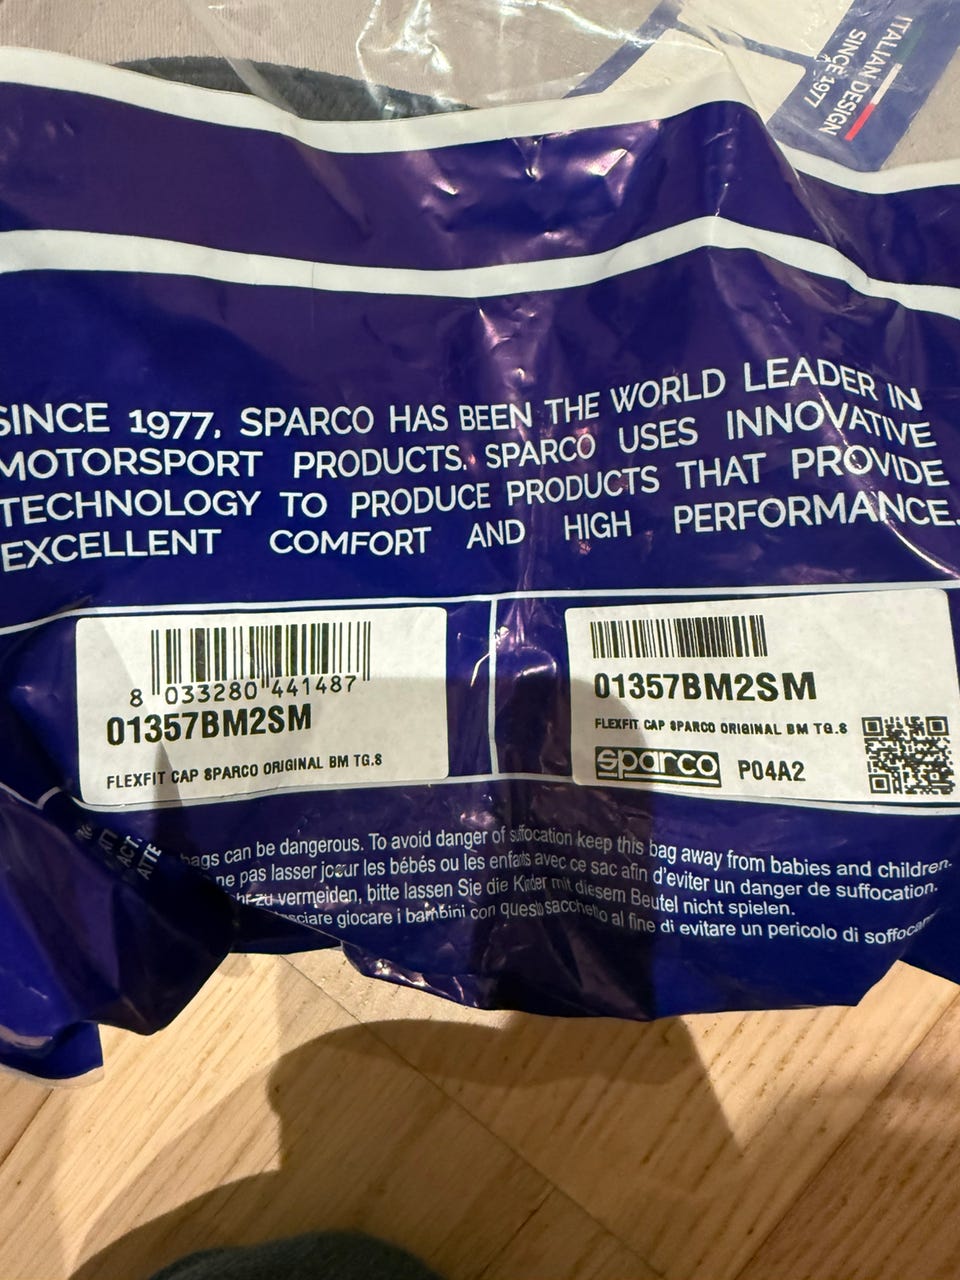 ITALIAN DESIGN
SINCE 1977
SINCE 1977, SPARCO HAS BEEN THE WORLD LEADER IN
MOTORSPORT PRODUCTS. SPARCO USES INNOVATIVE
TECHNOLOGY TO PRODUCE PRODUCTS THAT PROVIDE
EXCELLENT COMFORT AND HIGH PERFORMANCE.
8 033280 441487
01357BM2SM
FLEXFIT CAP SPARCO ORIGINAL BM TG.S
01357BM2SM
FLEXFIT CAP SPARCO ORIGINAL BM TG.S
sparco P04A2
bags can be dangerous. To avoid danger of suffocation keep this bag away from babies and children.
ne pas lasser jouer les bébés ou les enfants avec ce sac afin d'eviter un danger de suffocation.
zu vermeiden, bitte lassen Sie die Kinder mit diesem Beutel nicht spielen.
giocare i bambini con questo sacchetto al fine di evitare un pericolo di